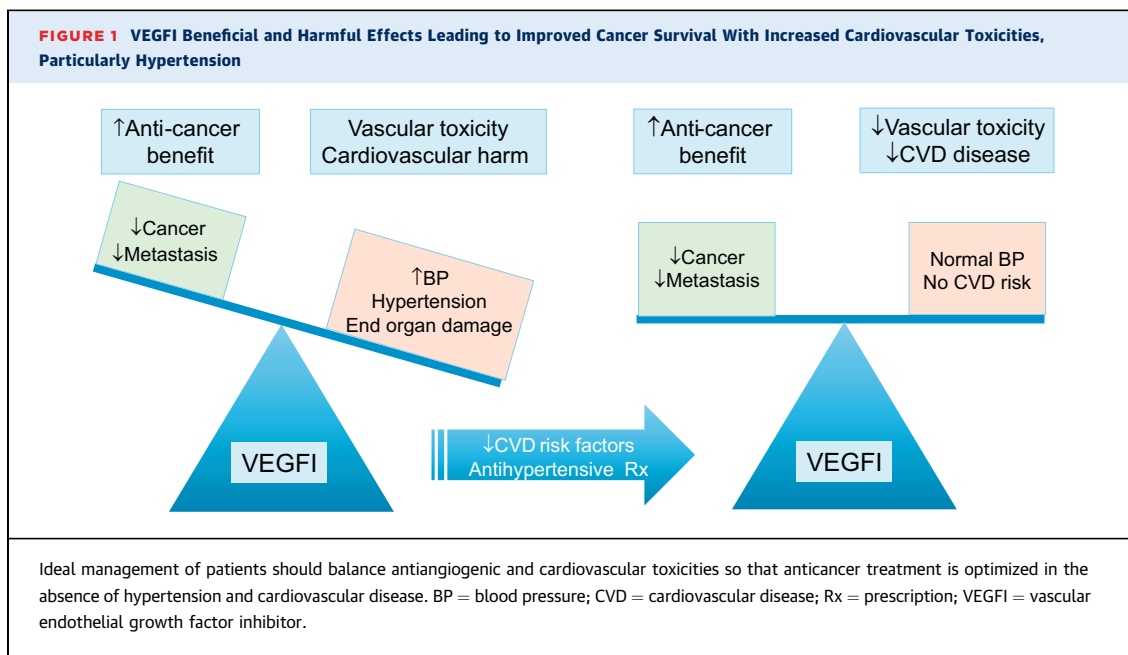 FIGURE 1 VEGFI Beneficial and Harmful Effects Leading to Improved Cancer Survival With Increased Cardiovascular Toxicities,
Particularly Hypertension
↑Anti-cancer
benefit
Vascular toxicity
Cardiovascular harm
↓Cancer
↓Metastasis
↑BP
Hypertension
End organ damage
VEGFI
↓CVD risk factors
Antihypertensive Rx
↑Anti-cancer
benefit
↓Vascular toxicity
↓CVD disease
↓Cancer
↓Metastasis
Normal BP
No CVD risk
VEGFI
Ideal management of patients should balance antiangiogenic and cardiovascular toxicities so that anticancer treatment is optimized in the
absence of hypertension and cardiovascular disease. BP = blood pressure; CVD = cardiovascular disease; Rx = prescription; VEGFI = vascular
endothelial growth factor inhibitor.